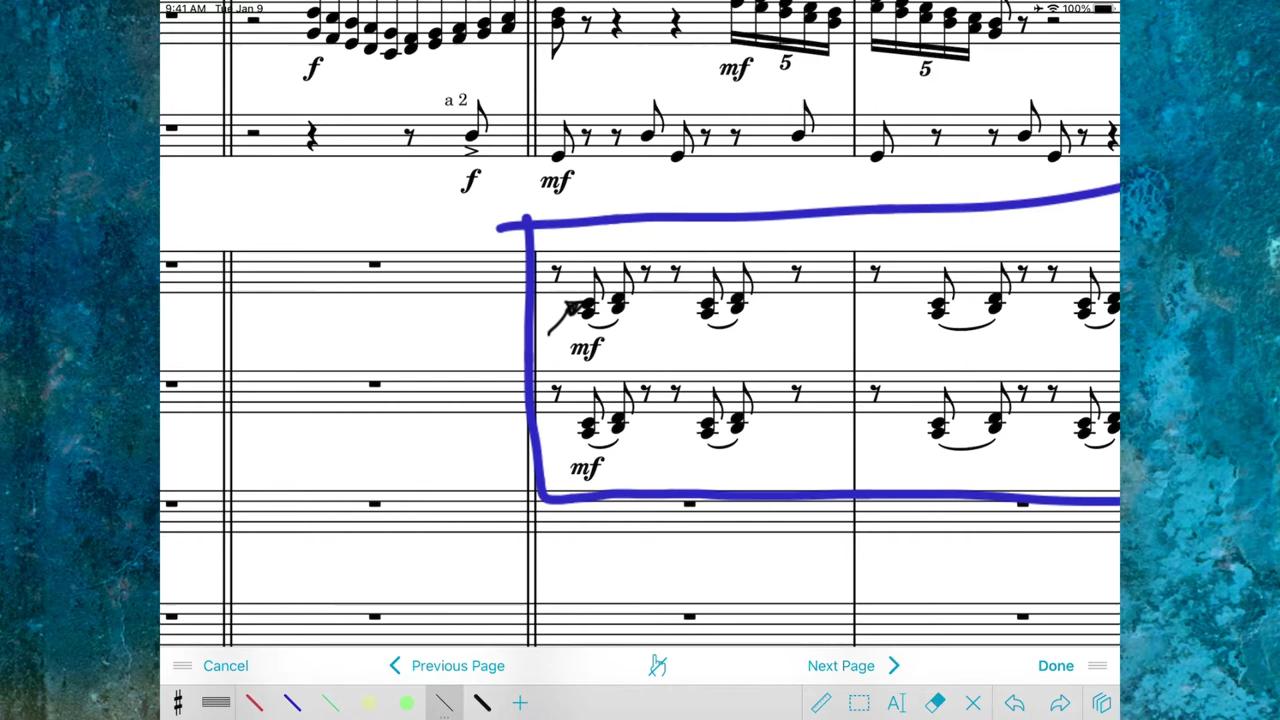 9:41 AM Tue Jan 9 100%
f mf 5 5
a 2
f mf
mf
mf
Cancel Previous Page Next Page Done
AI